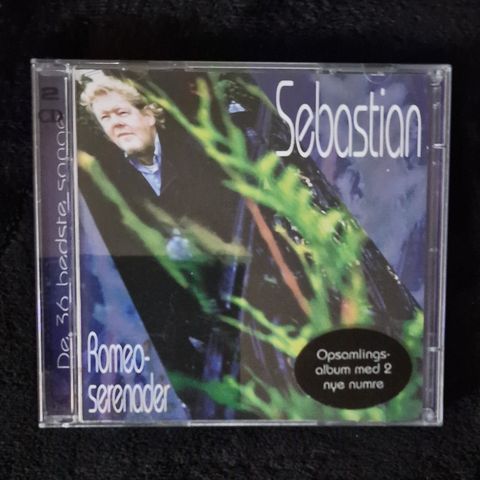 2
CD
De 36 bedste sange
Sebastian
Romeo-
serenader
Opsamlings-
album med 2
nye numre